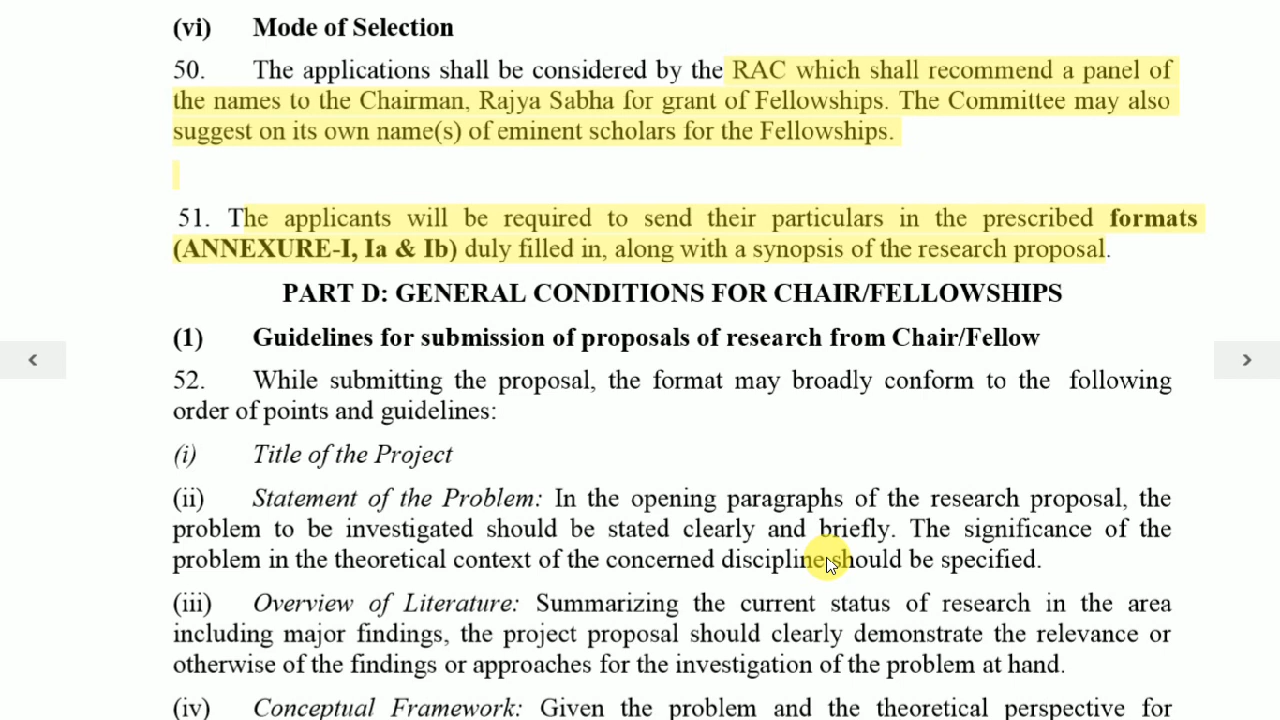 (vi) Mode of Selection
50. The applications shall be considered by the RAC which shall recommend a panel of
the names to the Chairman, Rajya Sabha for grant of Fellowships. The Committee may also
suggest on its own name(s) of eminent scholars for the Fellowships.
51. The applicants will be required to send their particulars in the prescribed formats
(ANNEXURE-I, Ia & Ib) duly filled in, along with a synopsis of the research proposal.
PART D: GENERAL CONDITIONS FOR CHAIR/FELLOWSHIPS
(1) Guidelines for submission of proposals of research from Chair/Fellow
52. While submitting the proposal, the format may broadly conform to the following
order of points and guidelines:
(i) Title of the Project
(ii) Statement of the Problem: In the opening paragraphs of the research proposal, the
problem to be investigated should be stated clearly and briefly. The significance of the
problem in the theoretical context of the concerned discipline should be specified.
(iii) Overview of Literature: Summarizing the current status of research in the area
including major findings, the project proposal should clearly demonstrate the relevance or
otherwise of the findings or approaches for the investigation of the problem at hand.
(iv) Conceptual Framework: Given the problem and the theoretical perspective for